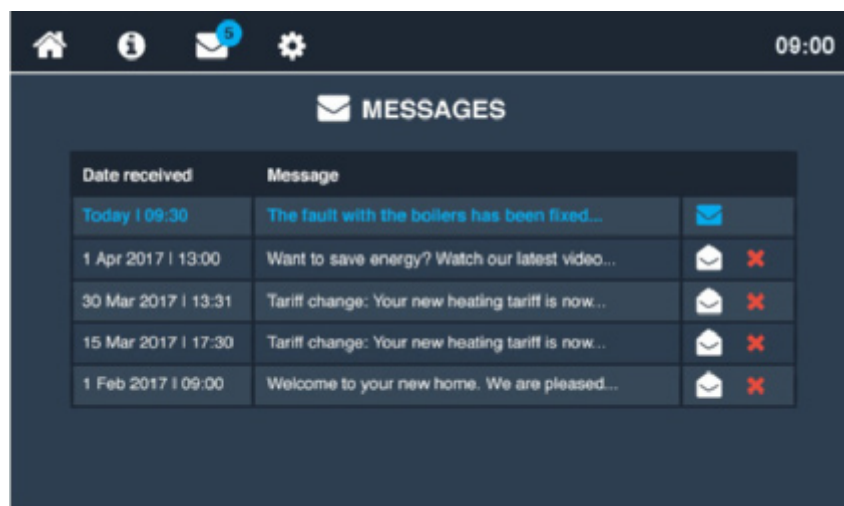 5
09:00
MESSAGES
Date received Message
Today | 09:30 The fault with the boilers has been fixed...
1 Apr 2017 | 13:00 Want to save energy? Watch our latest video...
30 Mar 2017 | 13:31 Tariff change: Your new heating tariff is now...
15 Mar 2017 | 17:30 Tariff change: Your new heating tariff is now...
1 Feb 2017 | 09:00 Welcome to your new home. We are pleased...